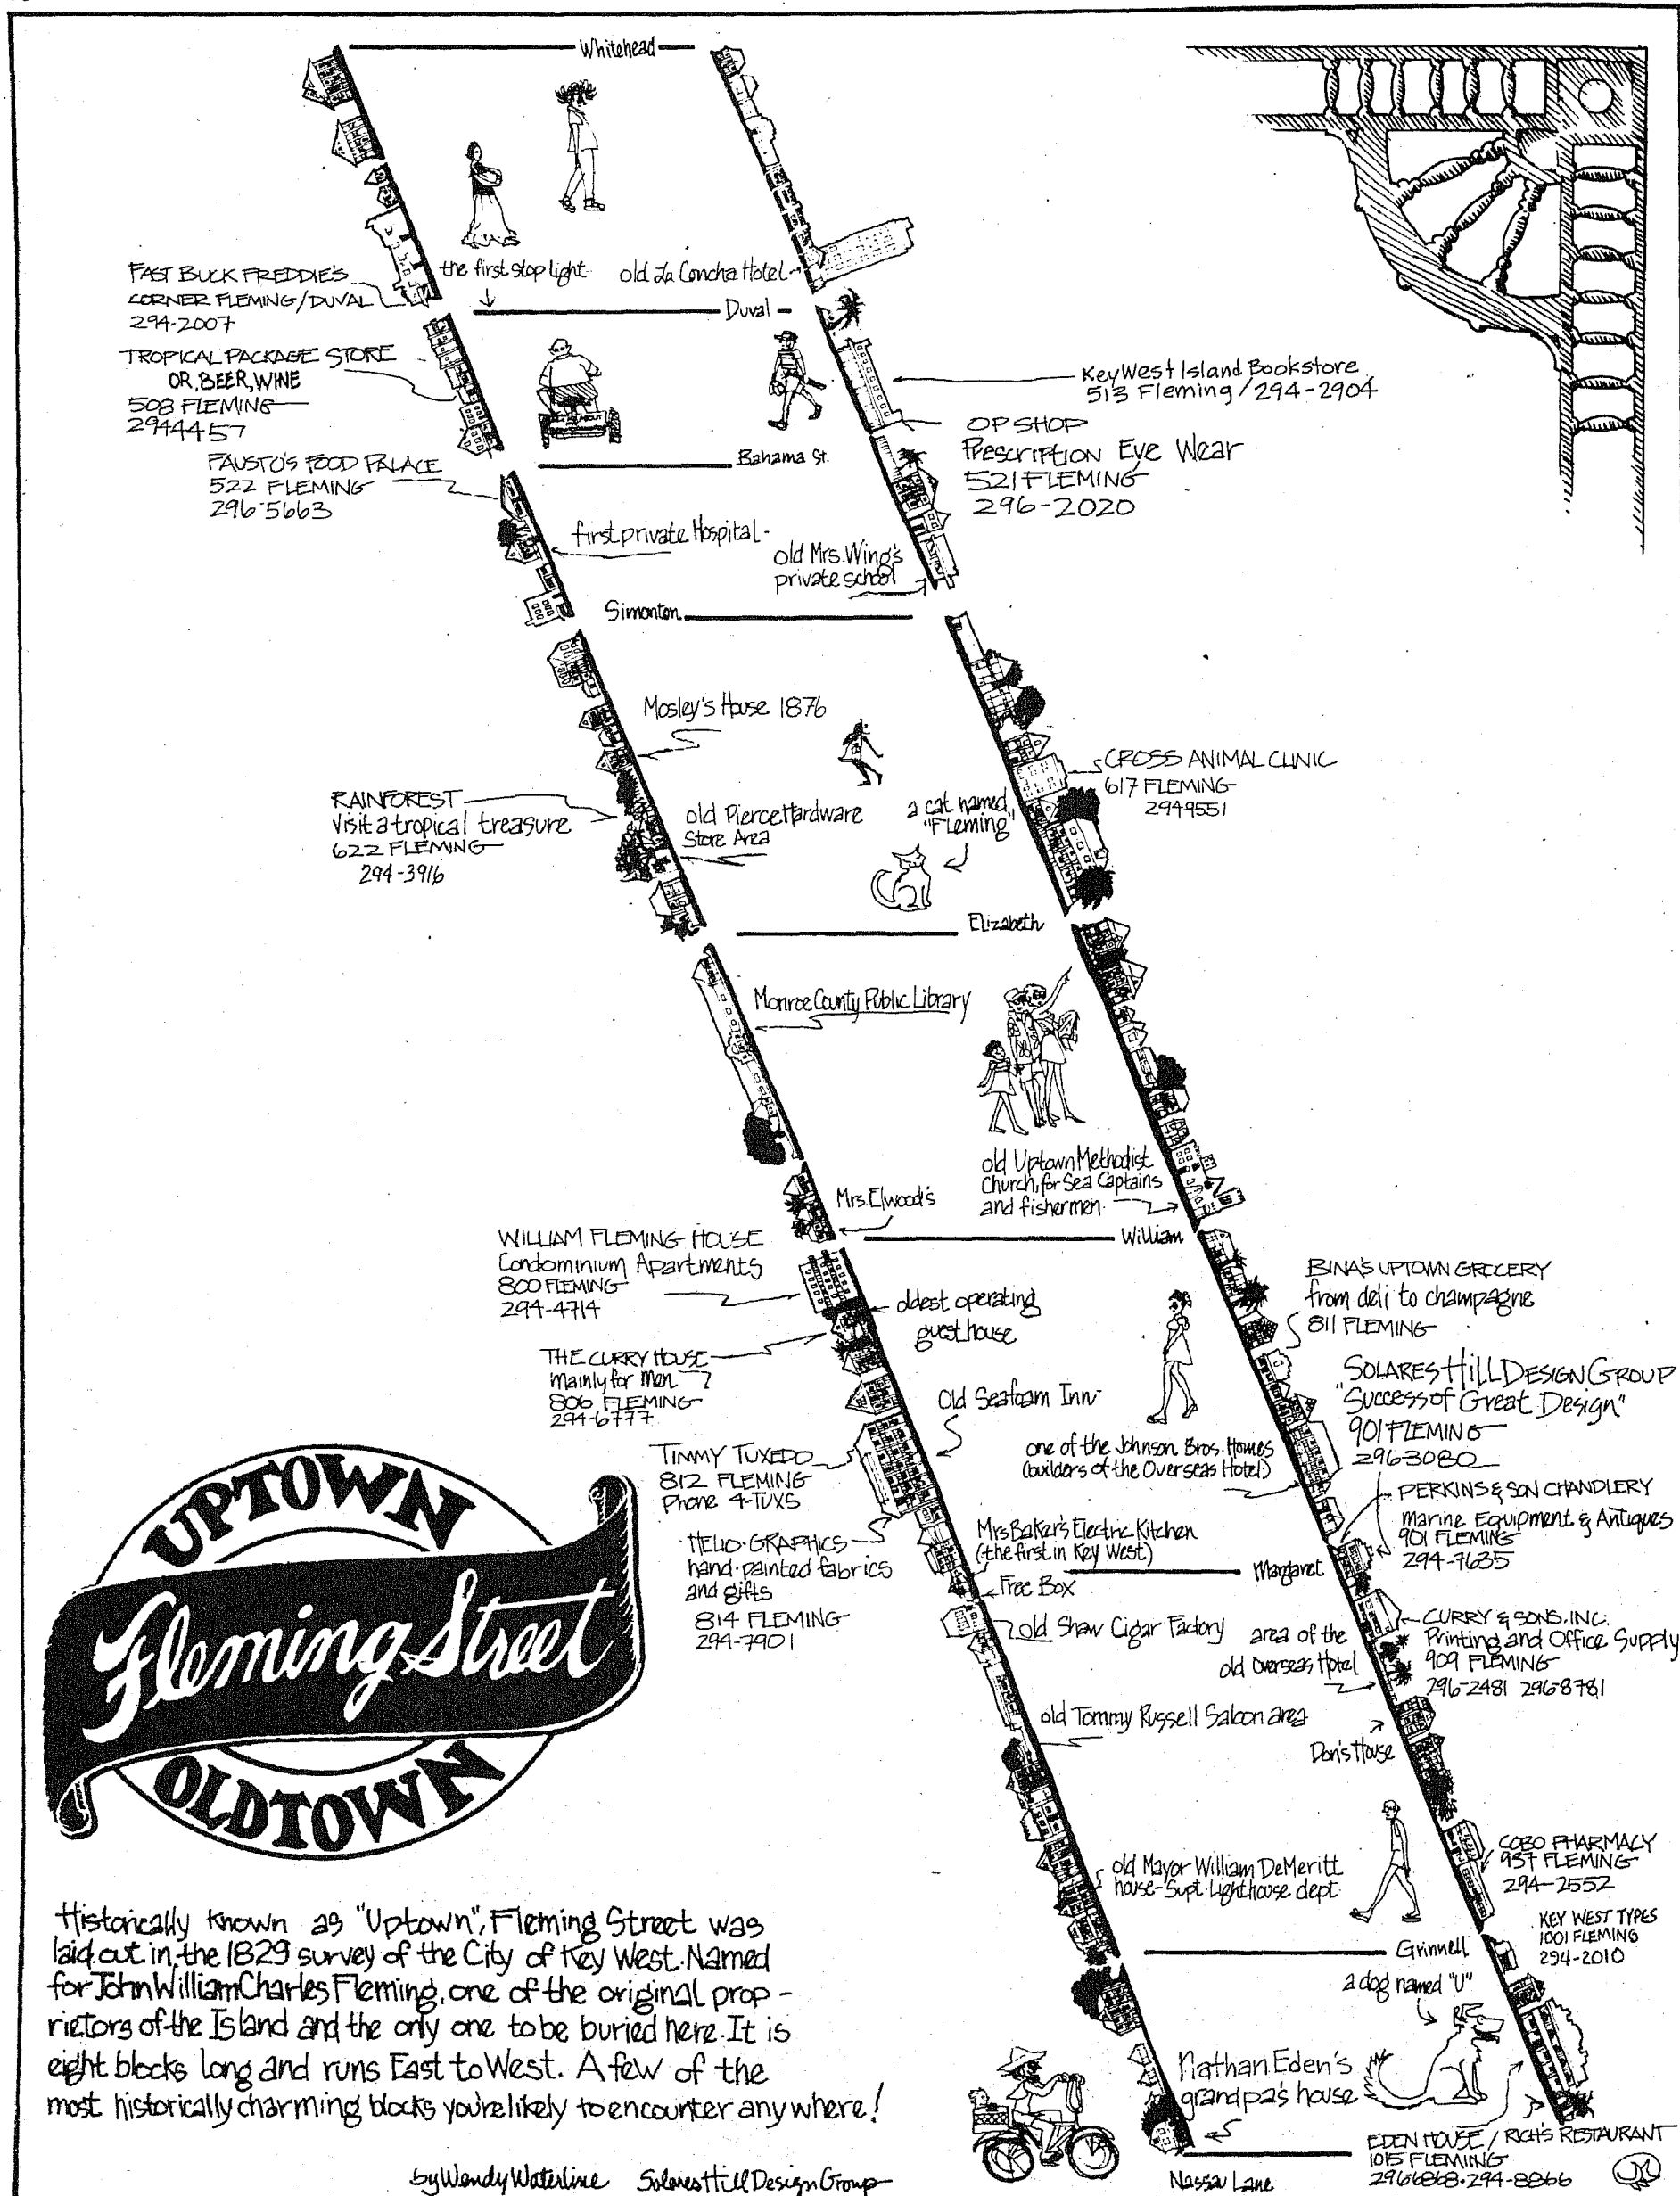 Whitehead
the first stop light
old La Concha Hotel
FAST BUCK FREDDIE'S
CORNER FLEMING/DUVAL
294-2007
Duval
TROPICAL PACKAGE STORE
OR, BEER, WINE
508 FLEMING
2944457
Key West Island Bookstore
513 Fleming/294-2904
OP SHOP
Prescription Eye Wear
521 FLEMING
296-2020
Bahama St.
FAUSTO'S FOOD PALACE
522 FLEMING
296-5663
first private Hospital-
old Mrs. Wing's
private school
Simonton
Mosley's House 1876
CROSS ANIMAL CLINIC
617 FLEMING
2949551
RAINFOREST
visit a tropical treasure
622 FLEMING
294-3916
old Pierce Hardware
Store Area
a cat named
"Fleming"
Elizabeth
Monroe County Public Library
old Uptown Methodist
Church, for Sea Captains
and fishermen.
Mrs. Elwood's
William
WILLIAM FLEMING HOUSE
Condominium Apartments
800 FLEMING
294-4714
oldest operating
guest house
BINA'S UPTOWN GROCERY
from deli to champagne
811 FLEMING
THE CURRY HOUSE
mainly for men
806 FLEMING
294-6777
Old Seafoam Inn
SOLARES HILL DESIGN GROUP
"Success of Great Design"
901 FLEMING
2963080
TIMMY TUXEDO
812 FLEMING
Phone 4-TUXS
one of the Johnson Bros. Homes
(builders of the Overseas Hotel)
PERKINS & SON CHANDLERY
marine Equipment & Antiques
901 FLEMING
294-7635
HELIO-GRAPHICS
hand-painted fabrics
and gifts
814 FLEMING
294-7901
Mrs Baker's Electric Kitchen
(the first in Key West)
Margaret
Free Box
old Shaw Cigar Factory
area of the
old Overseas Hotel
CURRY & SONS. INC.
Printing and Office Supply
909 FLEMING
296-2481 296-8781
old Tommy Russell Saloon area
Don's House
UPTOWN
Fleming Street
OLDTOWN
COBO PHARMACY
937 FLEMING
294-2552
old Mayor William DeMeritt
house-Supt. Lighthouse dept.
KEY WEST TYPES
1001 FLEMING
294-2010
Grinnell
a dog named "U"
Historically known as "Uptown", Fleming Street was
laid out in the 1829 survey of the City of Key West. Named
for John William Charles Fleming, one of the original prop-
rietors of the Island and the only one to be buried here. It is
eight blocks long and runs East to West. A few of the
most historically charming blocks you're likely to encounter anywhere!
Nathan Eden's
grandpa's house
EDEN HOUSE / RICH'S RESTAURANT
1015 FLEMING
2966868 · 294-8866
Nassau Lane
by Wendy Waterline Solares Hill Design Group